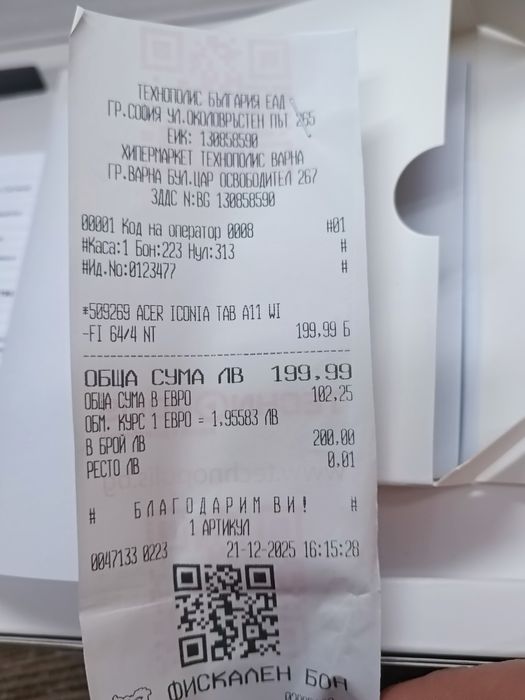 ТЕХНОПОЛИС БЪЛГАРИЯ ЕАД
ГР.СОФИЯ УЛ.ОКОЛОВРЪСТЕН ПЪТ 265
ЕИК: 130858590
ХИПЕРМАРКЕТ ТЕХНОПОЛИС ВАРНА
ГР.ВАРНА БУЛ.ЦАР ОСВОБОДИТЕЛ 267
ЗДДС N:BG 130858590
00001 Код на оператор 0008 #01
#Каса:1 Бон:223 Нул:313 #
#Ид.No:0123477 #
*509269 ACER ICONIA TAB A11 WI
-FI 64/4 NT 199,99 Б
ОБЩА СУМА ЛВ 199,99
ОБЩА СУМА В ЕВРО 102,25
ОБМ. КУРС 1 ЕВРО = 1,95583 ЛВ
В БРОЙ ЛВ 200,00
РЕСТО ЛВ 0,01
# БЛАГОДАРИМ ВИ! #
1 АРТИКУЛ
0047133 0223 21-12-2025 16:15:28
ФИСКАЛЕН БОН